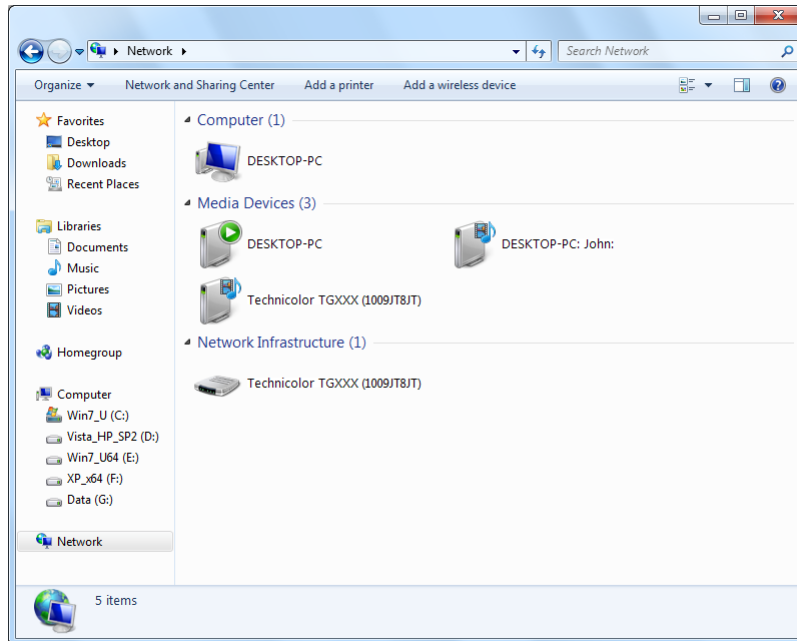 Network
Search Network
Organize Network and Sharing Center Add a printer Add a wireless device
Favorites
Desktop
Downloads
Recent Places
Libraries
Documents
Music
Pictures
Videos
Homegroup
Computer
Win7_U (C:)
Vista_HP_SP2 (D:)
Win7_U64 (E:)
XP_x64 (F:)
Data (G:)
Network
Computer (1)
DESKTOP-PC
Media Devices (3)
DESKTOP-PC DESKTOP-PC: John:
Technicolor TGXXX (1009JT8JT)
Network Infrastructure (1)
Technicolor TGXXX (1009JT8JT)
5 items